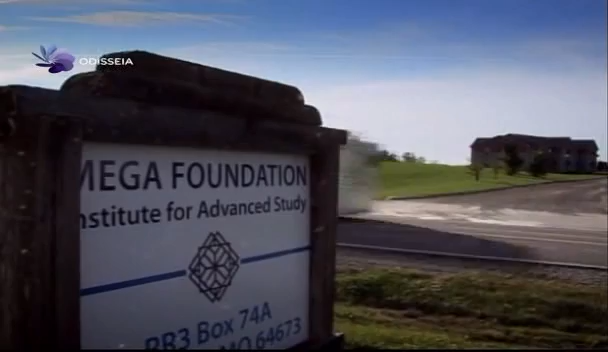 ODISSEIA
MEGA FOUNDATION
nstitute for Advanced Study
RR3 Box 74A
MO 64673